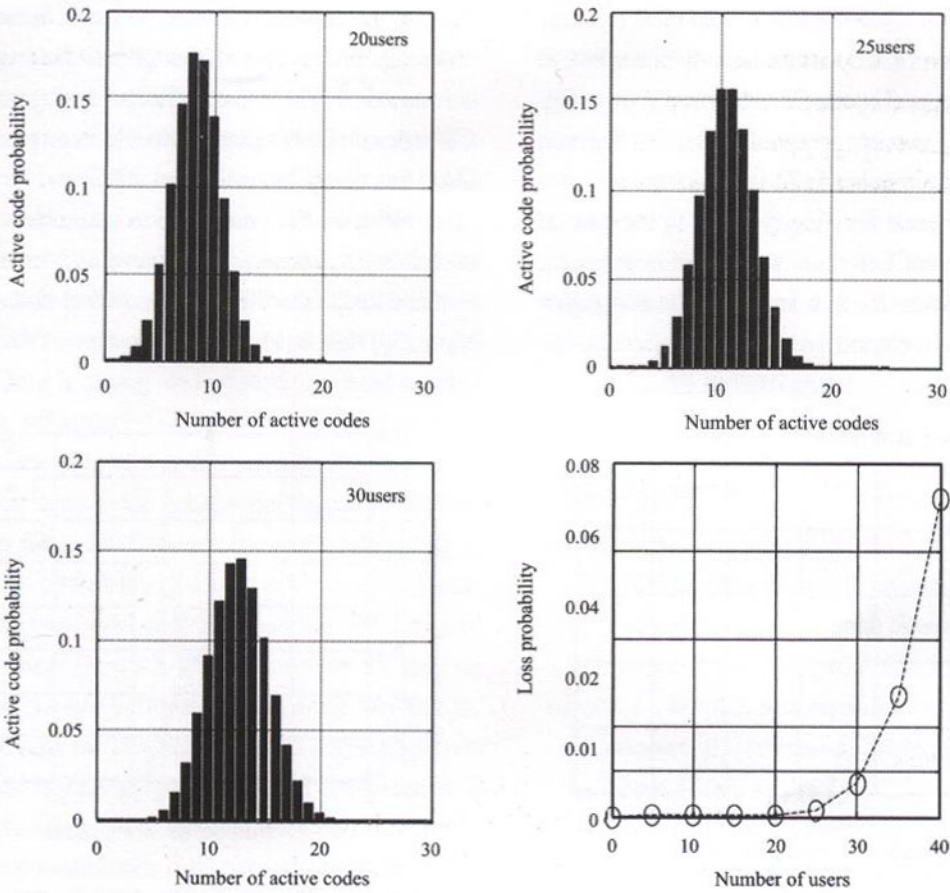 0.2
0.15
0.1
0.05
0
Active code probability
20users
0 10 20 30
Number of active codes
0.2
0.15
0.1
0.05
0
Active code probability
25users
0 10 20 30
Number of active codes
0.2
0.15
0.1
0.05
0
Active code probability
30users
0 10 20 30
Number of active codes
0.08
0.06
0.04
0.02
0.01
0
Loss probability
0 10 20 30 40
Number of users